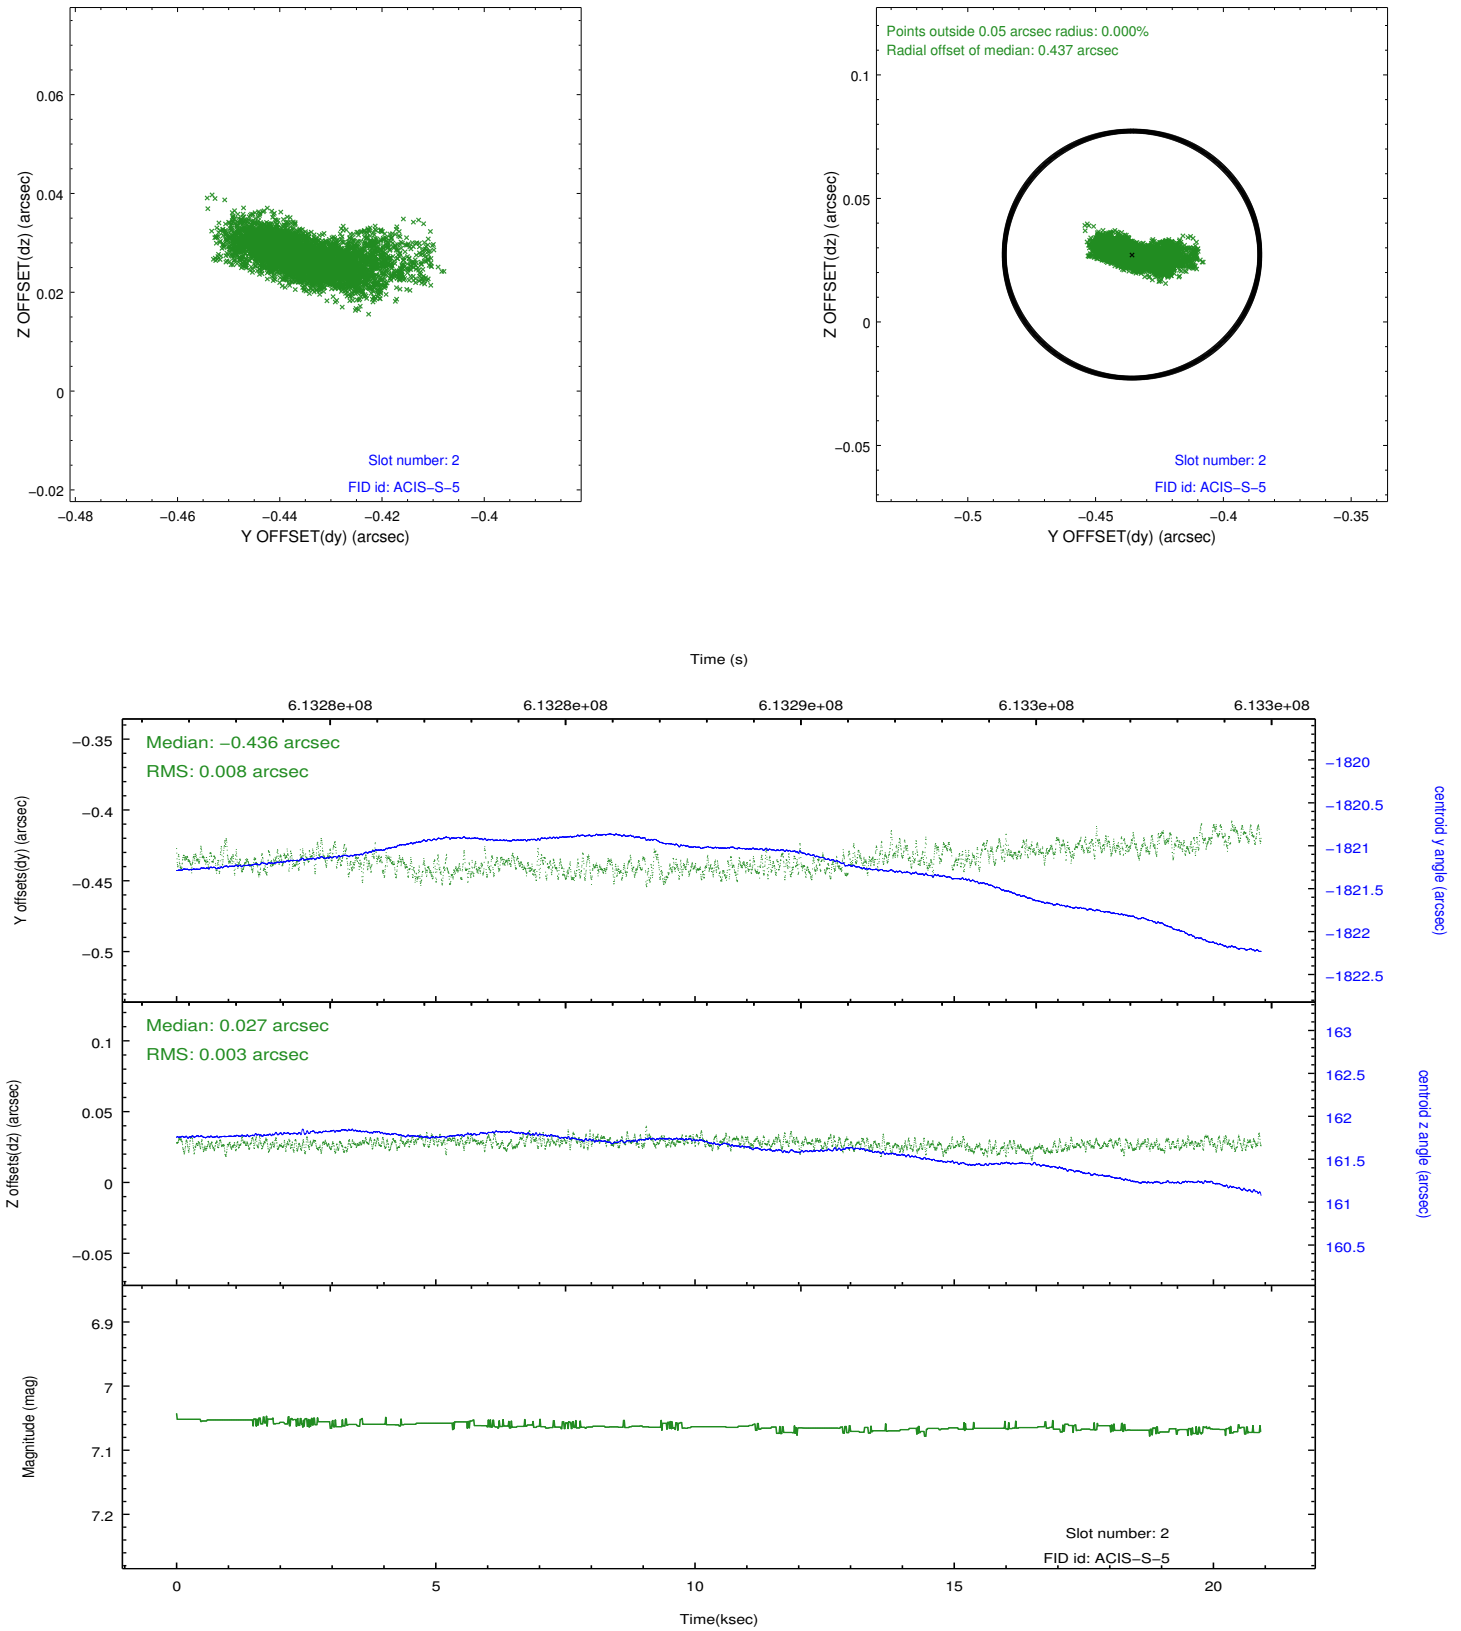 0.06
0.04
0.02
0
−0.02
Z OFFSET(dz) (arcsec)
Slot number: 2
FID id: ACIS−S−5
−0.48 −0.46 −0.44 −0.42 −0.4
Y OFFSET(dy) (arcsec)
Points outside 0.05 arcsec radius: 0.000%
Radial offset of median: 0.437 arcsec
0.1
0.05
0
−0.05
Z OFFSET(dz) (arcsec)
Slot number: 2
FID id: ACIS−S−5
−0.5 −0.45 −0.4 −0.35
Y OFFSET(dy) (arcsec)
Time (s)
6.1328e+08 6.1328e+08 6.1329e+08 6.133e+08 6.133e+08
Median: −0.436 arcsec
RMS: 0.008 arcsec
−0.35
−0.4
−0.45
−0.5
Y offsets(dy) (arcsec)
−1820
−1820.5
−1821
−1821.5
−1822
−1822.5
centroid y angle (arcsec)
Median: 0.027 arcsec
RMS: 0.003 arcsec
0.1
0.05
0
−0.05
Z offsets(dz) (arcsec)
163
162.5
162
161.5
161
160.5
centroid z angle (arcsec)
6.9
7
7.1
7.2
Magnitude (mag)
Slot number: 2
FID id: ACIS−S−5
0 5 10 15 20
Time(ksec)